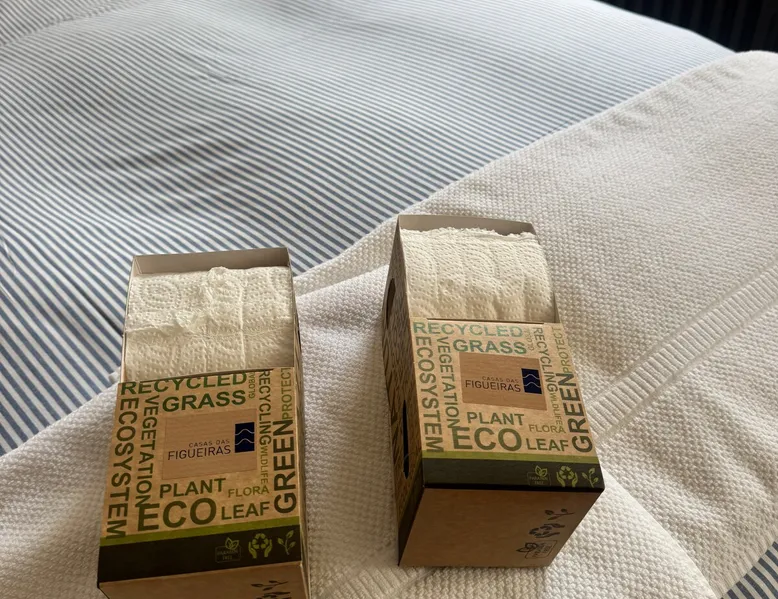 RECYCLED
GRASS
VEGETATION
ECOSYSTEM
RECYCLING
WILDLIFE
PROTECT
GREEN
CASAS DAS
FIGUEIRAS
PLANT
FLORA
ECO
LEAF
RECYCLED
GRASS
VEGETATION
ECOSYSTEM
RECYCLING
WILDLIFE
PROTECT
GREEN
CASAS DAS
FIGUEIRAS
PLANT
FLORA
ECO
LEAF